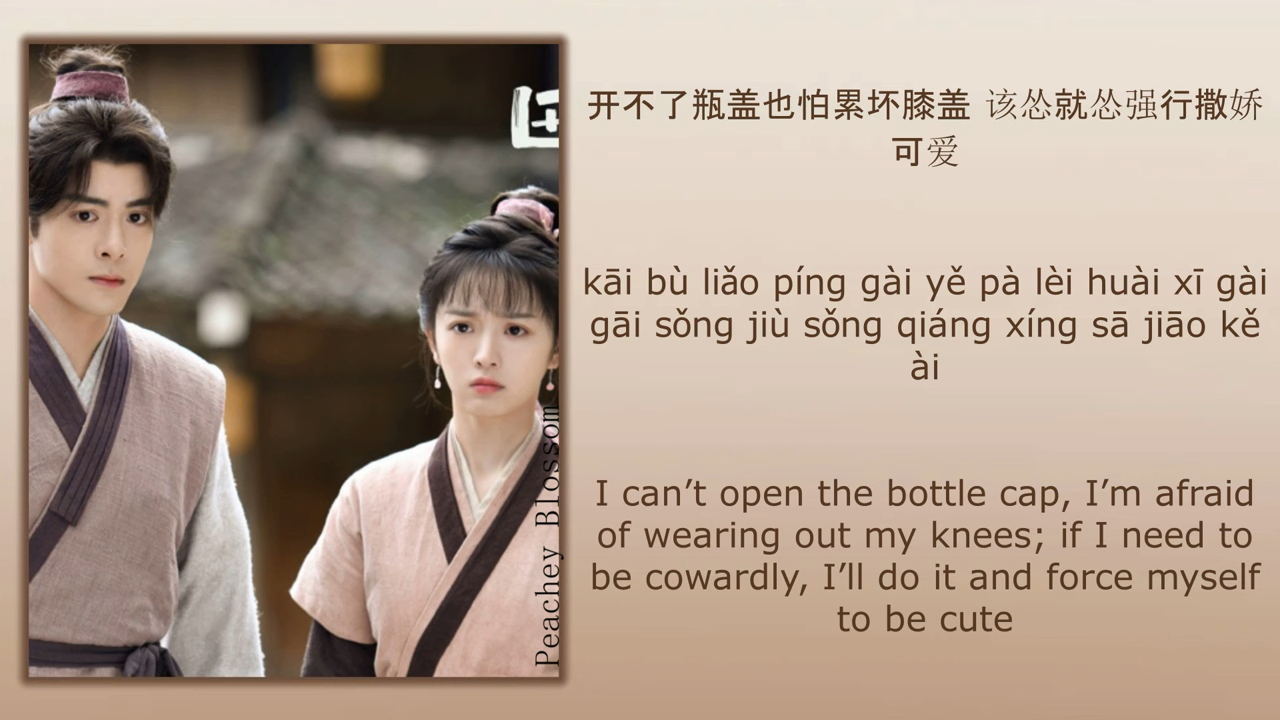 开不了瓶盖也怕累坏膝盖 该怂就怂强行撒娇
可爱
kāi bù liǎo píng gài yě pà lèi huài xī gài
gāi sǒng jiù sǒng qiáng xíng sā jiāo kě
ài
I can’t open the bottle cap, I’m afraid
of wearing out my knees; if I need to
be cowardly, I’ll do it and force myself
to be cute
Peachey Blossom